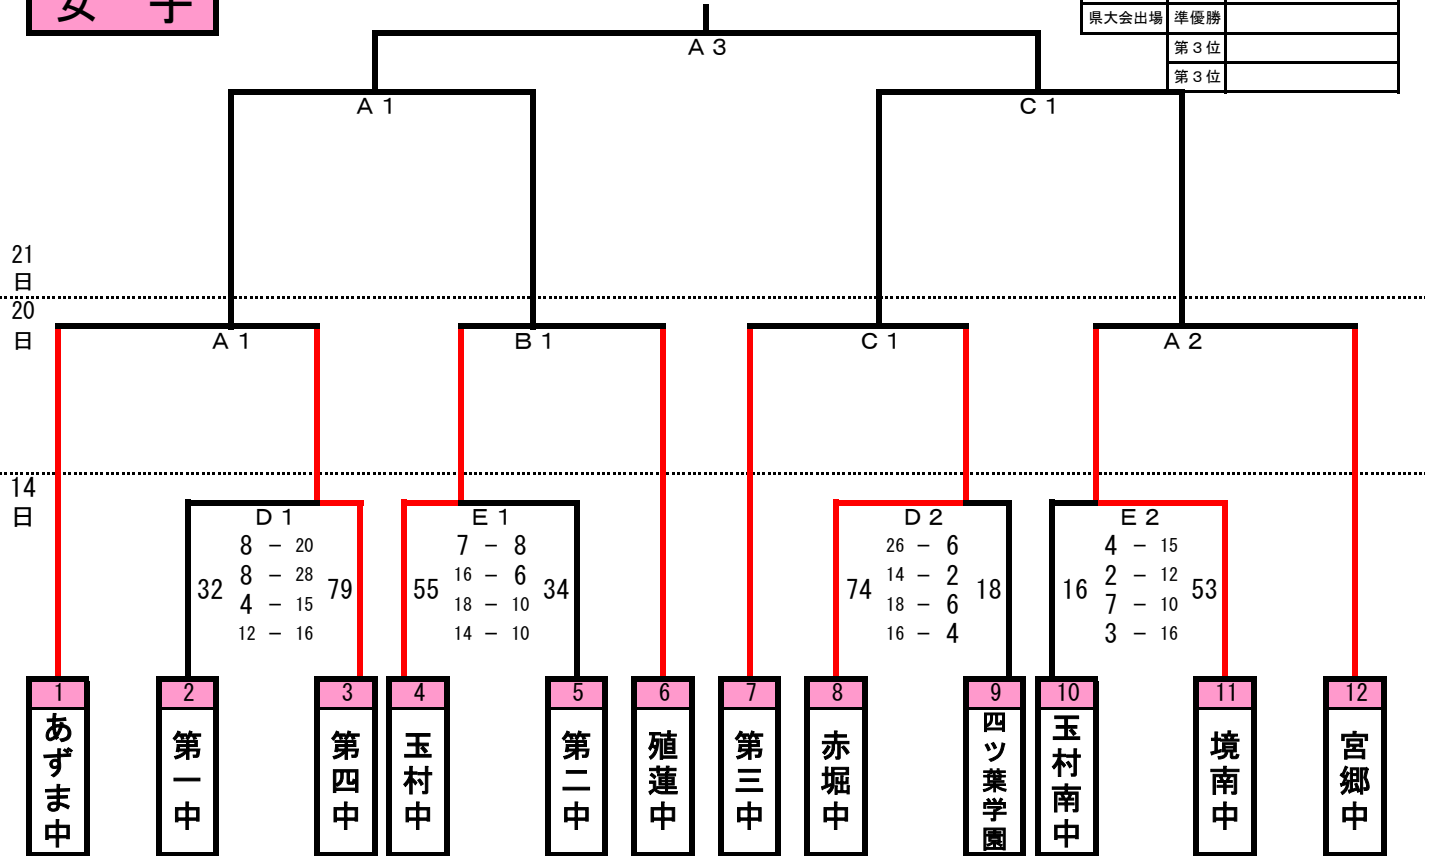 女 子
県大会出場 準優勝
第3位
第3位
A3
A1 C1
21
日
20
日
A1 B1 C1 A2
14
日
D1 E1 D2 E2
8 － 20 7 － 8 26 － 6 4 － 15
8 － 28 16 － 6 14 － 2 2 － 12
32 79 55 34 74 18 16 53
4 － 15 18 － 10 18 － 6 7 － 10
12 － 16 14 － 10 16 － 4 3 － 16
1 2 3 4 5 6 7 8 9 10 11 12
あずま中
第一中
第四中
玉村中
第二中
殖蓮中
第三中
赤堀中
四ツ葉学園
玉村南中
境南中
宮郷中